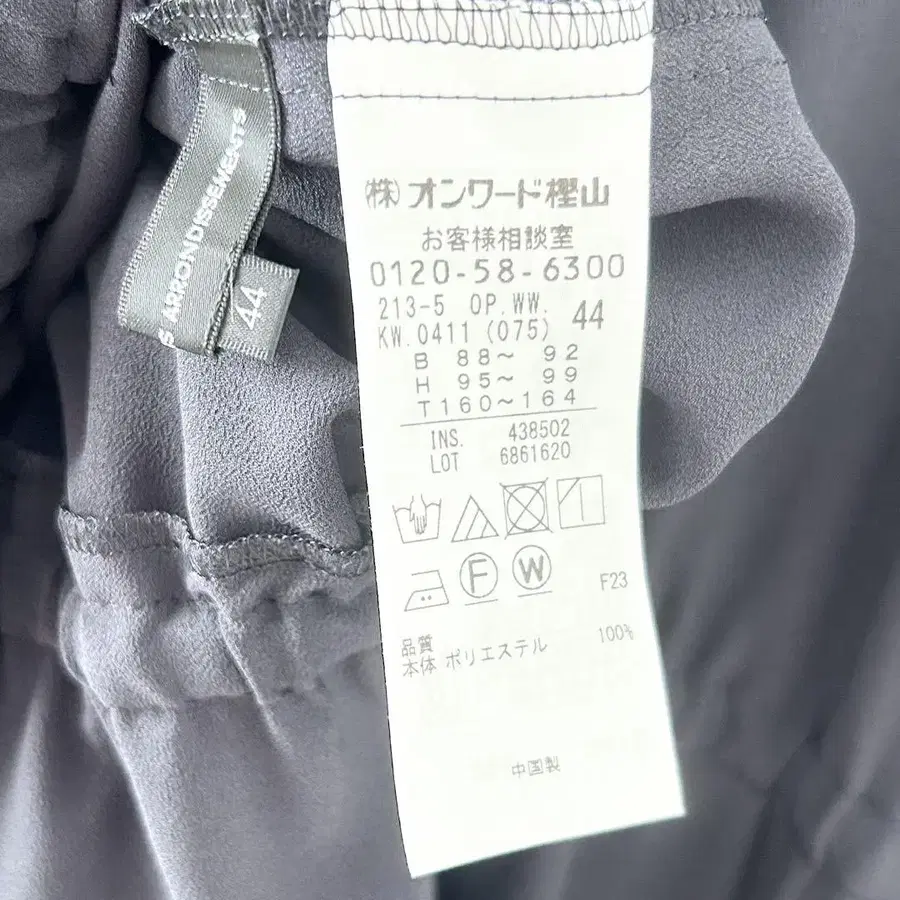 F ARRONDISSEMENTS
44
(株)オンワード樫山
お客様相談室
0120-58-6300
213-5 OP.WW.
KW.0411 (075) 44
B 88～ 92
H 95～ 99
T160～164
INS. 438502
LOT 6861620
F
W
F23
品質
本体 ポリエステル 100%
中国製